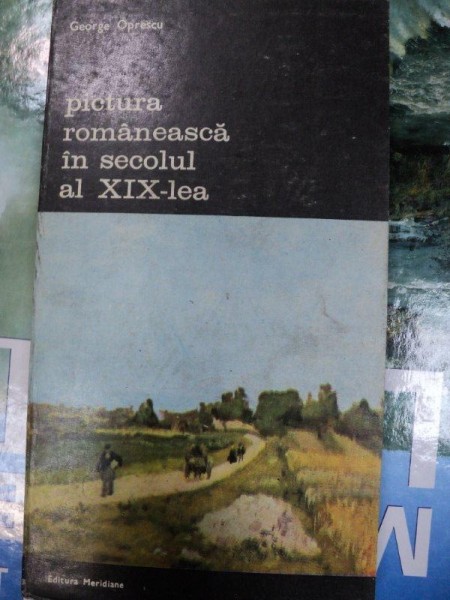 George Oprescu
pictura
românească
în secolul
al XIX-lea
Editura Meridiane